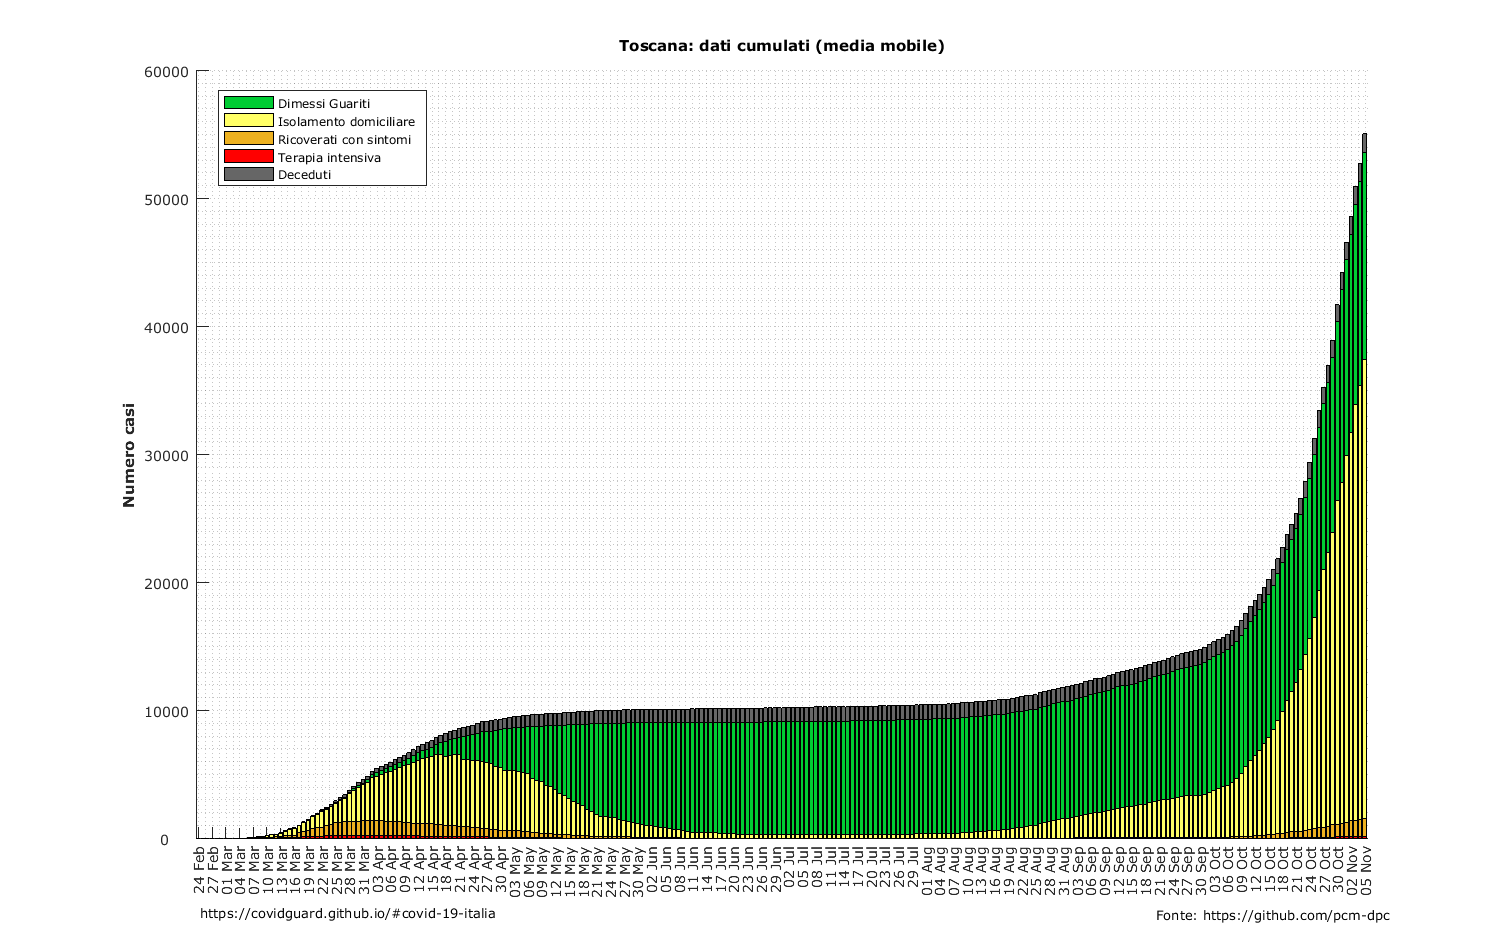 Toscana: dati cumulati (media mobile)
60000
50000
40000
30000
20000
10000
0
Numero casi
Dimessi Guariti
Isolamento domiciliare
Ricoverati con sintomi
Terapia intensiva
Deceduti
24 Feb
27 Feb
01 Mar
04 Mar
07 Mar
10 Mar
13 Mar
16 Mar
19 Mar
22 Mar
25 Mar
28 Mar
31 Mar
03 Apr
06 Apr
09 Apr
12 Apr
15 Apr
18 Apr
21 Apr
24 Apr
27 Apr
30 Apr
03 May
06 May
09 May
12 May
15 May
18 May
21 May
24 May
27 May
30 May
02 Jun
05 Jun
08 Jun
11 Jun
14 Jun
17 Jun
20 Jun
23 Jun
26 Jun
29 Jun
02 Jul
05 Jul
08 Jul
11 Jul
14 Jul
17 Jul
20 Jul
23 Jul
26 Jul
29 Jul
01 Aug
04 Aug
07 Aug
10 Aug
13 Aug
16 Aug
19 Aug
22 Aug
25 Aug
28 Aug
31 Aug
03 Sep
06 Sep
09 Sep
12 Sep
15 Sep
18 Sep
21 Sep
24 Sep
27 Sep
30 Sep
03 Oct
06 Oct
09 Oct
12 Oct
15 Oct
18 Oct
21 Oct
24 Oct
27 Oct
30 Oct
02 Nov
05 Nov
https://covidguard.github.io/#covid-19-italia
Fonte: https://github.com/pcm-dpc